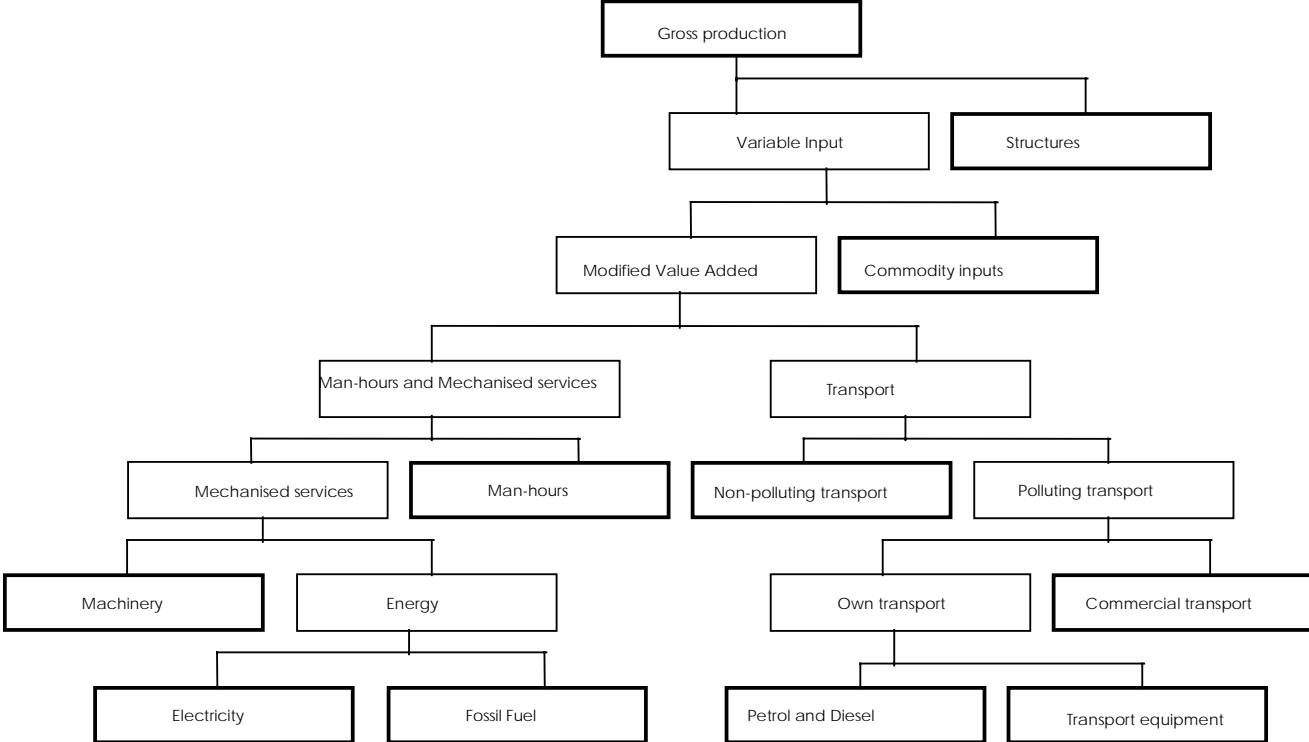 Gross production
Variable Input
Structures
Modified Value Added
Commodity inputs
Man-hours and Mechanised services
Transport
Mechanised services
Man-hours
Non-polluting transport
Polluting transport
Machinery
Energy
Own transport
Commercial transport
Electricity
Fossil Fuel
Petrol and Diesel
Transport equipment